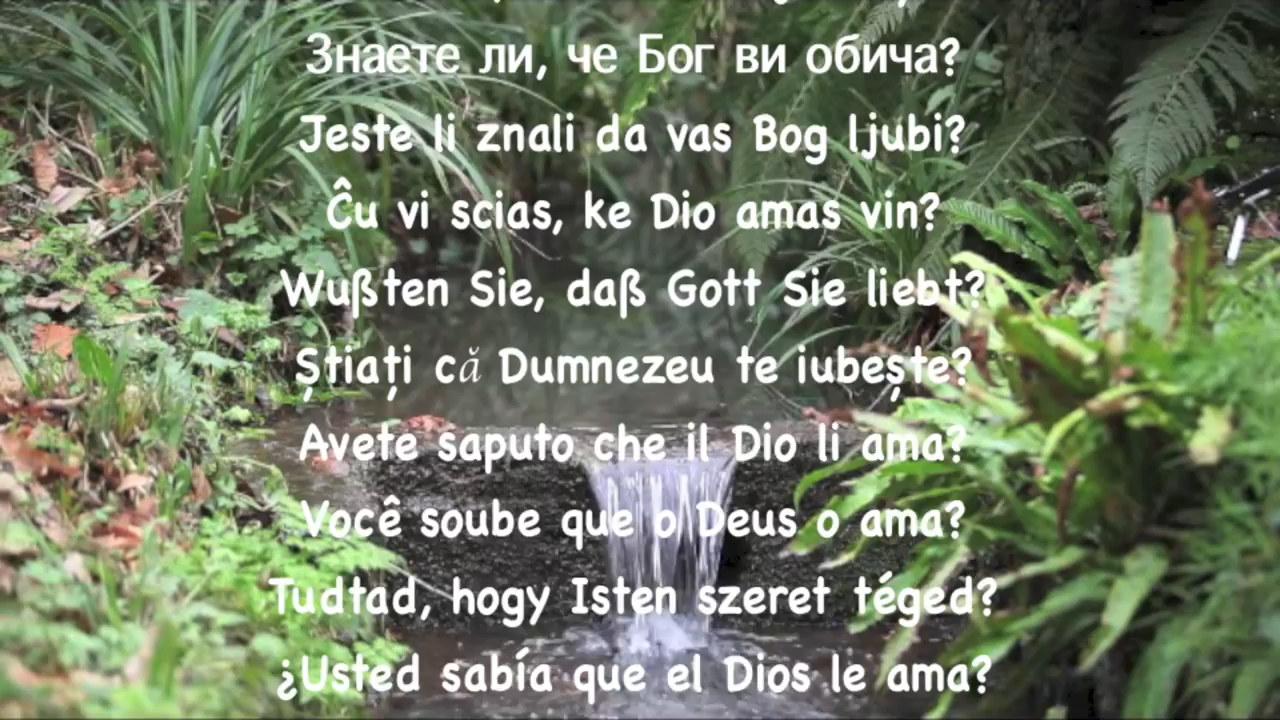 Знаете ли, че Бог ви обича?
Jeste li znali da vas Bog ljubi?
Ĉu vi scias, ke Dio amas vin?
Wußten Sie, daß Gott Sie liebt?
Știați că Dumnezeu te iubește?
Avete saputo che il Dio li ama?
Você soube que o Deus o ama?
Tudtad, hogy Isten szeret téged?
¿Usted sabía que el Dios le ama?